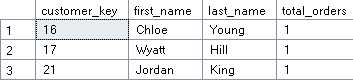 customer_key first_name last_name total_orders
1 16 Chloe Young 1
2 17 Wyatt Hill 1
3 21 Jordan King 1